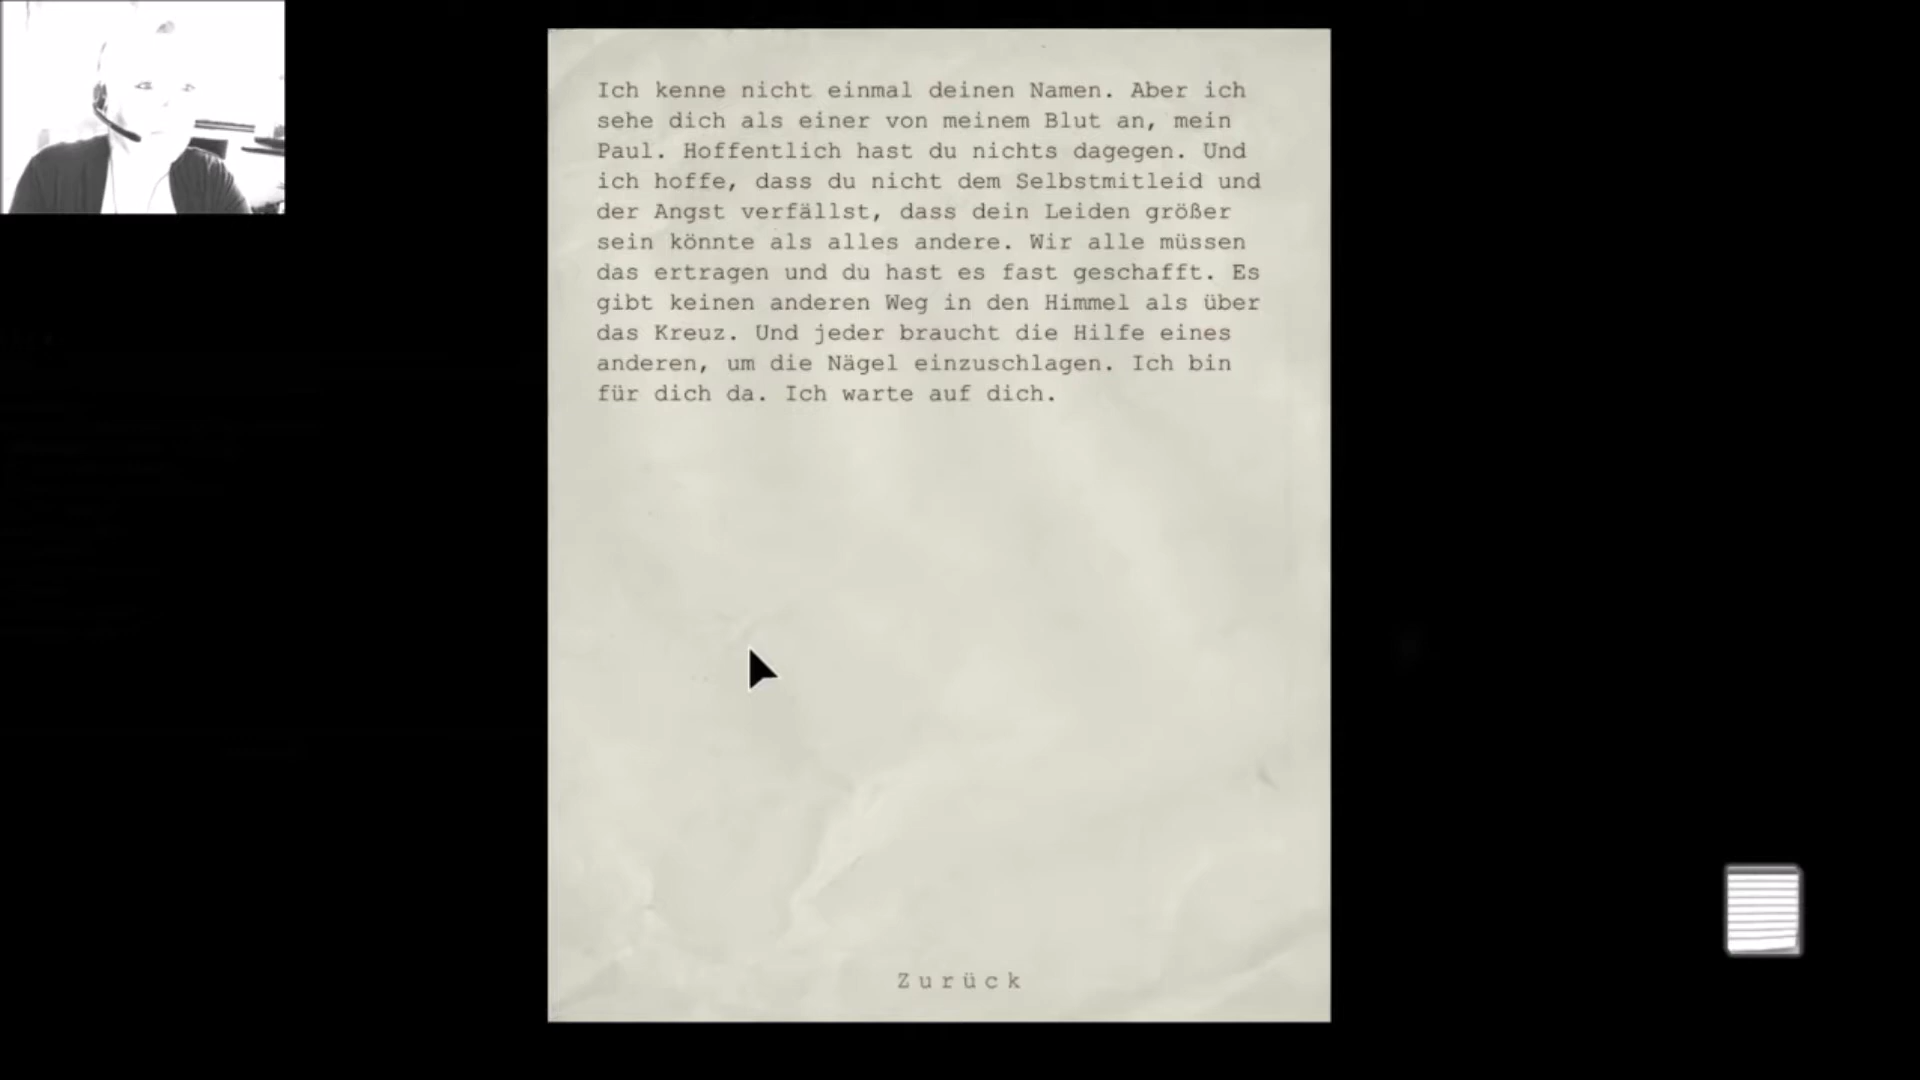 Ich kenne nicht einmal deinen Namen. Aber ich
sehe dich als einer von meinem Blut an, mein
Paul. Hoffentlich hast du nichts dagegen. Und
ich hoffe, dass du nicht dem Selbstmitleid und
der Angst verfällst, dass dein Leiden größer
sein könnte als alles andere. Wir alle müssen
das ertragen und du hast es fast geschafft. Es
gibt keinen anderen Weg in den Himmel als über
das Kreuz. Und jeder braucht die Hilfe eines
anderen, um die Nägel einzuschlagen. Ich bin
für dich da. Ich warte auf dich.
Zurück